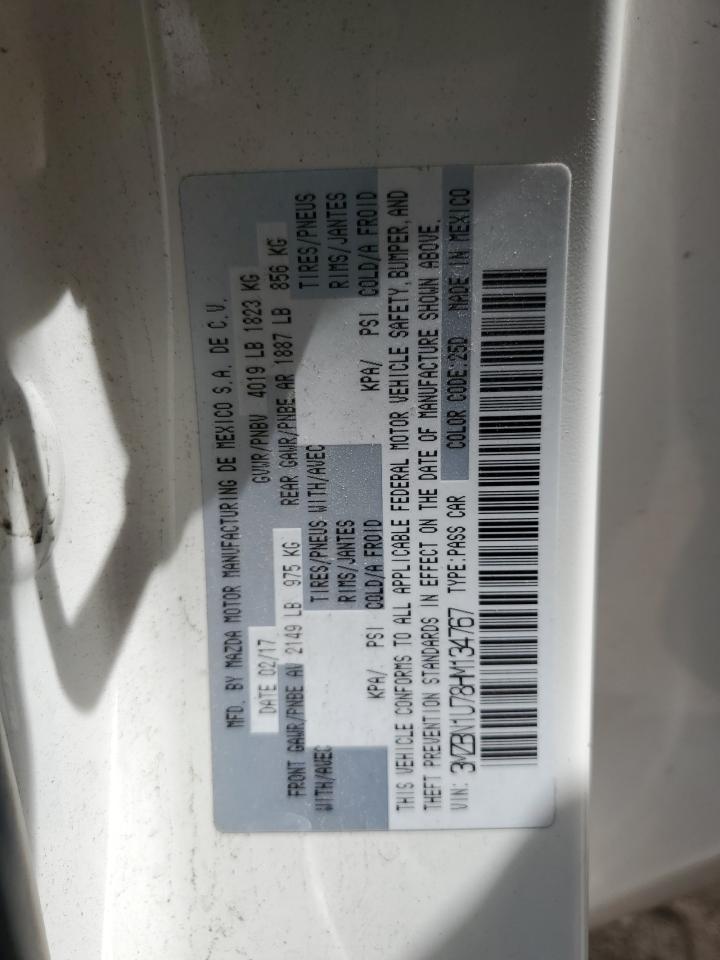 MFD. BY MAZDA MOTOR MANUFACTURING DE MEXICO S.A. DE C.V.
DATE 02/17 GVWR/PNBV 4019 LB 1823 KG
FRONT GAWR/PNBE AV 2149 LB 975 KG REAR GAWR/PNBE AR 1887 LB 856 KG
WITH/AVEC TIRES/PNEUS WITH/AVEC TIRES/PNEUS
RIMS/JANTES RIMS/JANTES
KPA/ PSI COLD/A FROID KPA/ PSI COLD/A FROID
THIS VEHICLE CONFORMS TO ALL APPLICABLE FEDERAL MOTOR VEHICLE SAFETY, BUMPER, AND
THEFT PREVENTION STANDARDS IN EFFECT ON THE DATE OF MANUFACTURE SHOWN ABOVE.
VIN: 3MZBN1U78HM134767 TYPE:PASS CAR COLOR CODE:25D MADE IN MEXICO